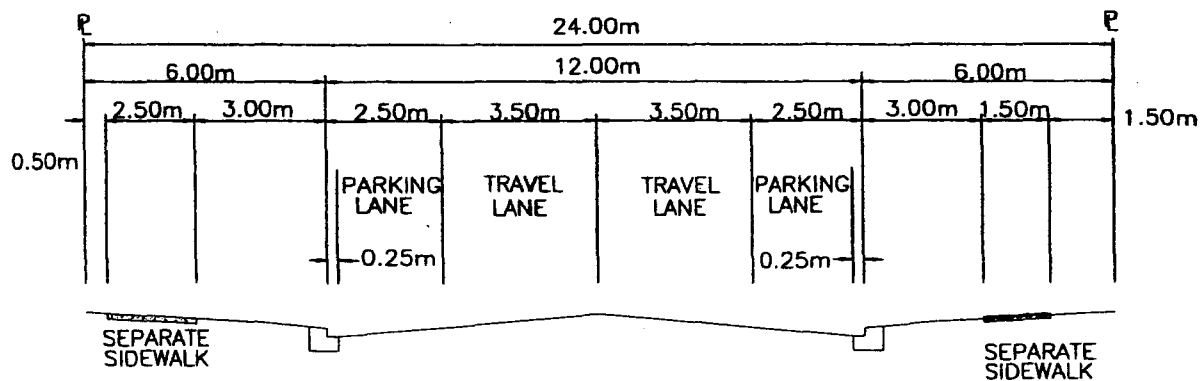 ℄ ℄
24.00m
6.00m 12.00m 6.00m
2.50m 3.00m 2.50m 3.50m 3.50m 2.50m 3.00m 1.50m 1.50m
0.50m
PARKING LANE TRAVEL LANE TRAVEL LANE PARKING LANE
0.25m 0.25m
SEPARATE SIDEWALK SEPARATE SIDEWALK